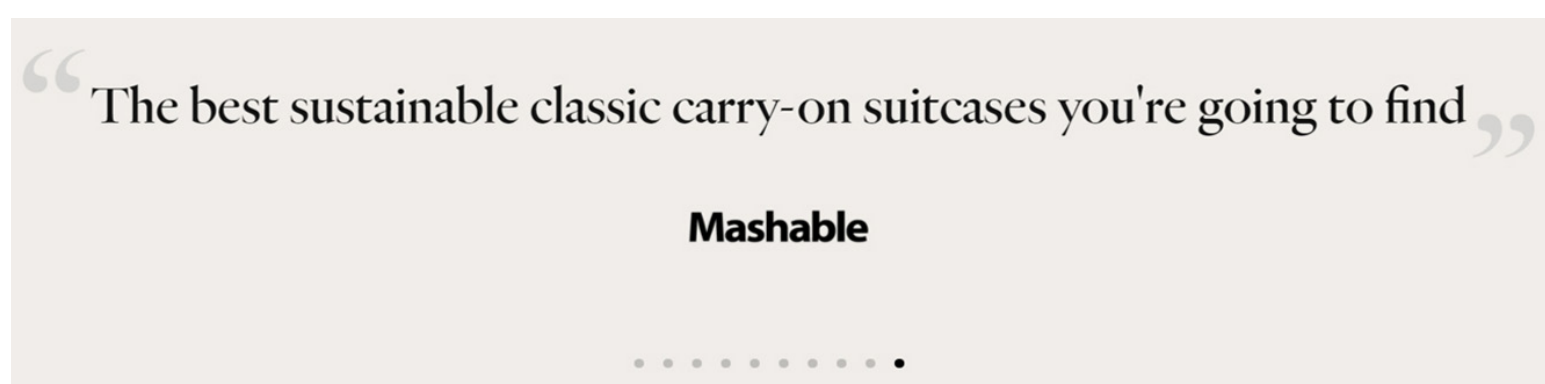 “The best sustainable classic carry-on suitcases you're going to find”
Mashable